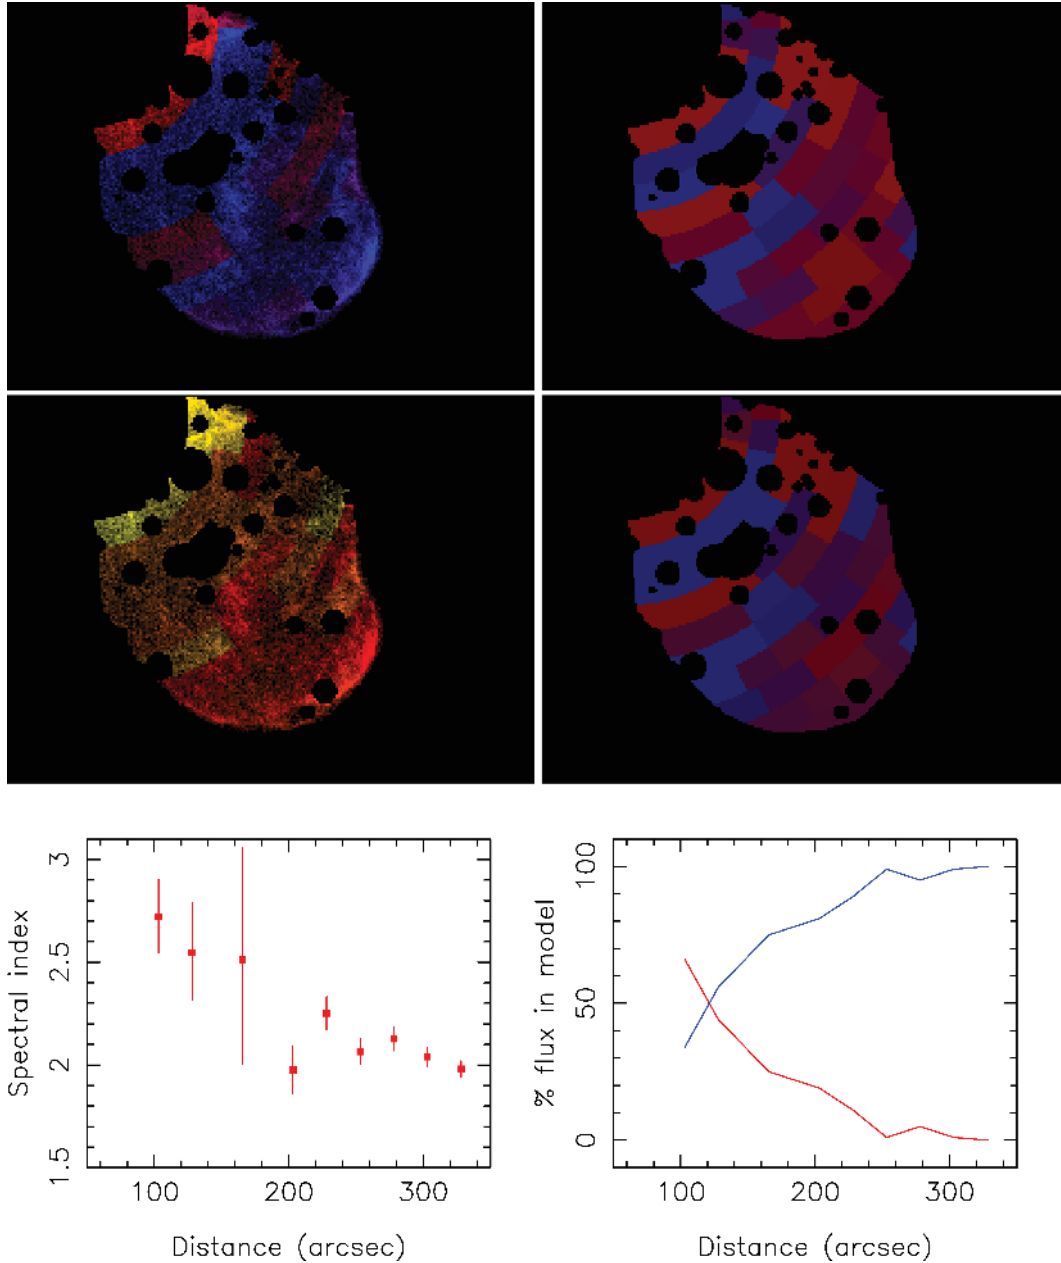 3
2.5
2
1.5
Spectral index
100 200 300
Distance (arcsec)
100
50
0
% flux in model
100 200 300
Distance (arcsec)